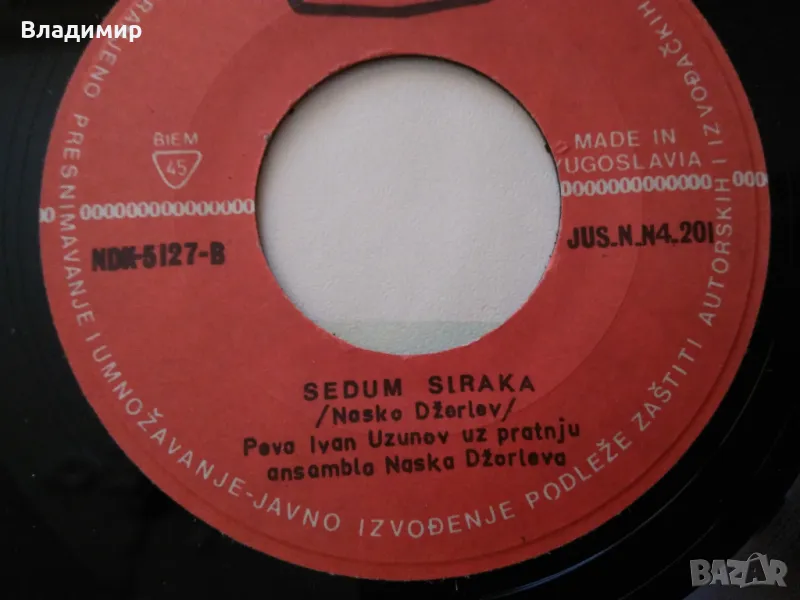 Владимир
BIEM
45
MADE IN
YUGOSLAVIA
NDK-5127-B
JUS.N.N4.201
SEDUM SIRAKA
/Nasko Džorlev/
Peva Ivan Uzunov uz pratnju
ansambla Naska Džorleva
PRESNIMAVANJE I UMNOŽAVANJE-JAVNO IZVOĐENJE PODLEŽE ZAŠTITI AUTORSKIH I IZVOĐAČKIH
BAZAR